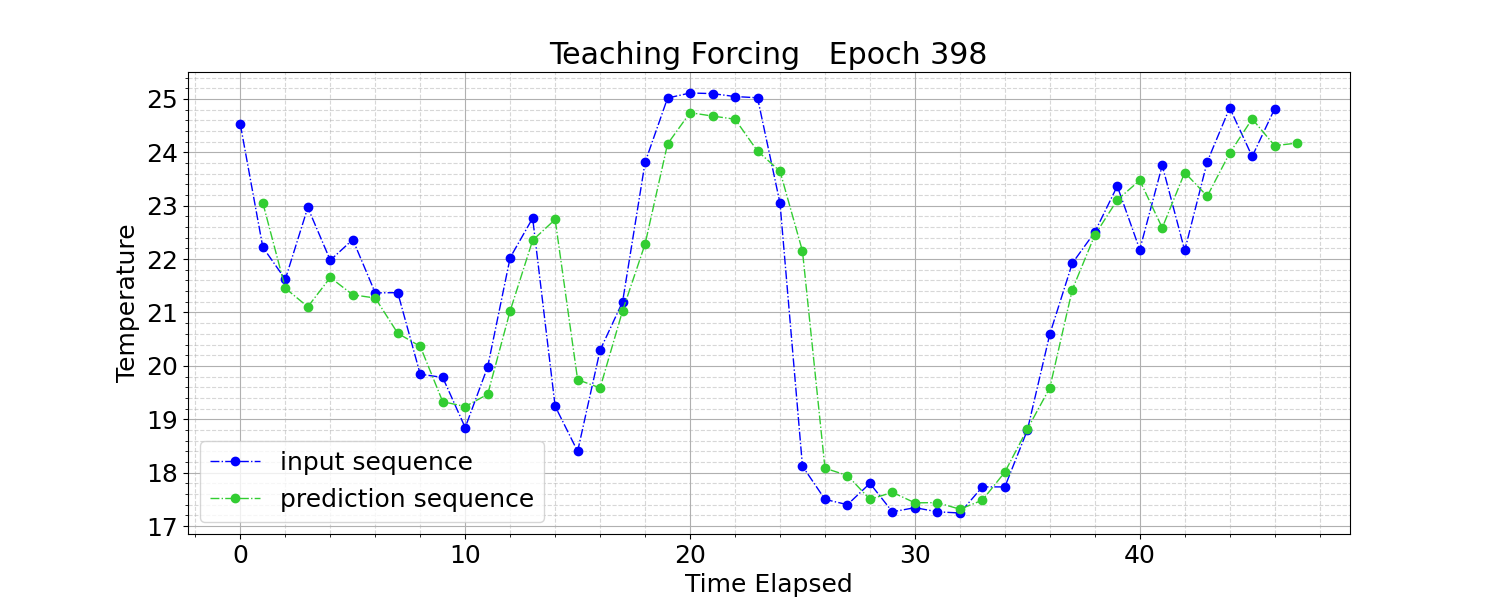 Teaching Forcing   Epoch 398
25
24
23
22
21
20
19
18
17
Temperature
input sequence
prediction sequence
0 10 20 30 40
Time Elapsed